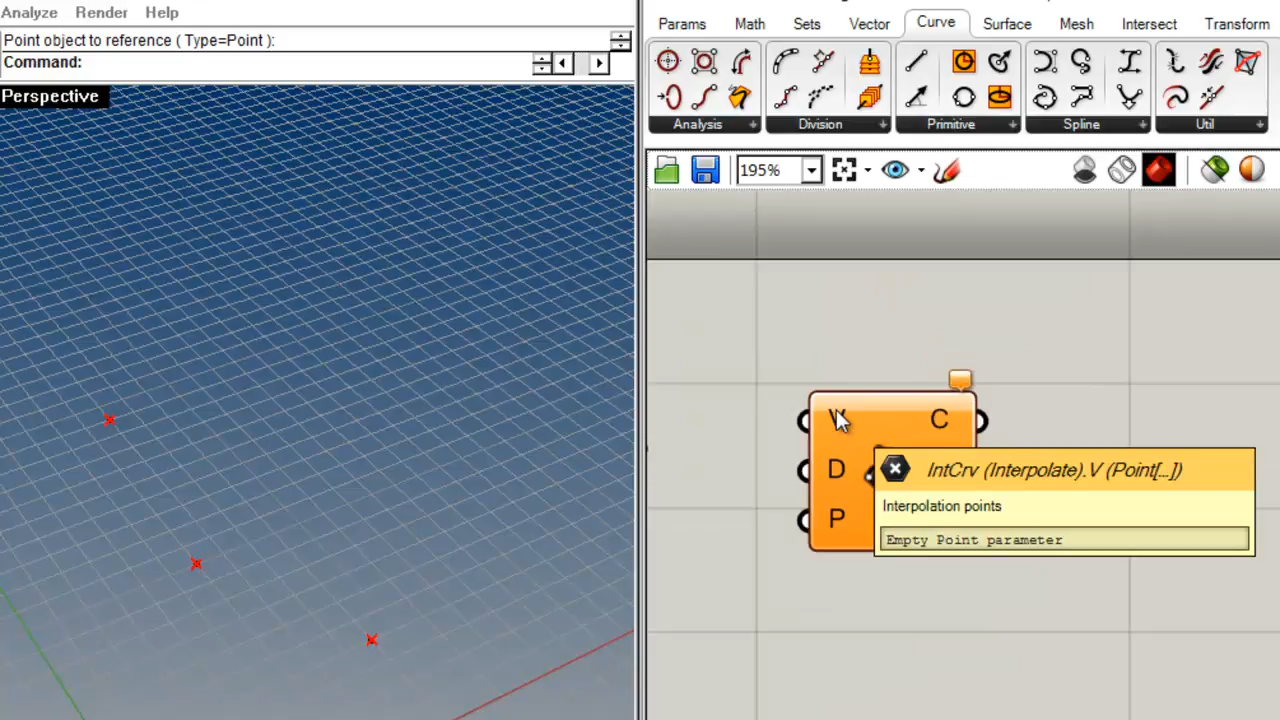 Analyze Render Help
Point object to reference ( Type=Point ):
Command:
Perspective
Params Math Sets Vector Curve Surface Mesh Intersect Transform
Analysis Division Primitive Spline Util
195%
V C
D
P
IntCrv (Interpolate).V (Point[...])
Interpolation points
Empty Point parameter